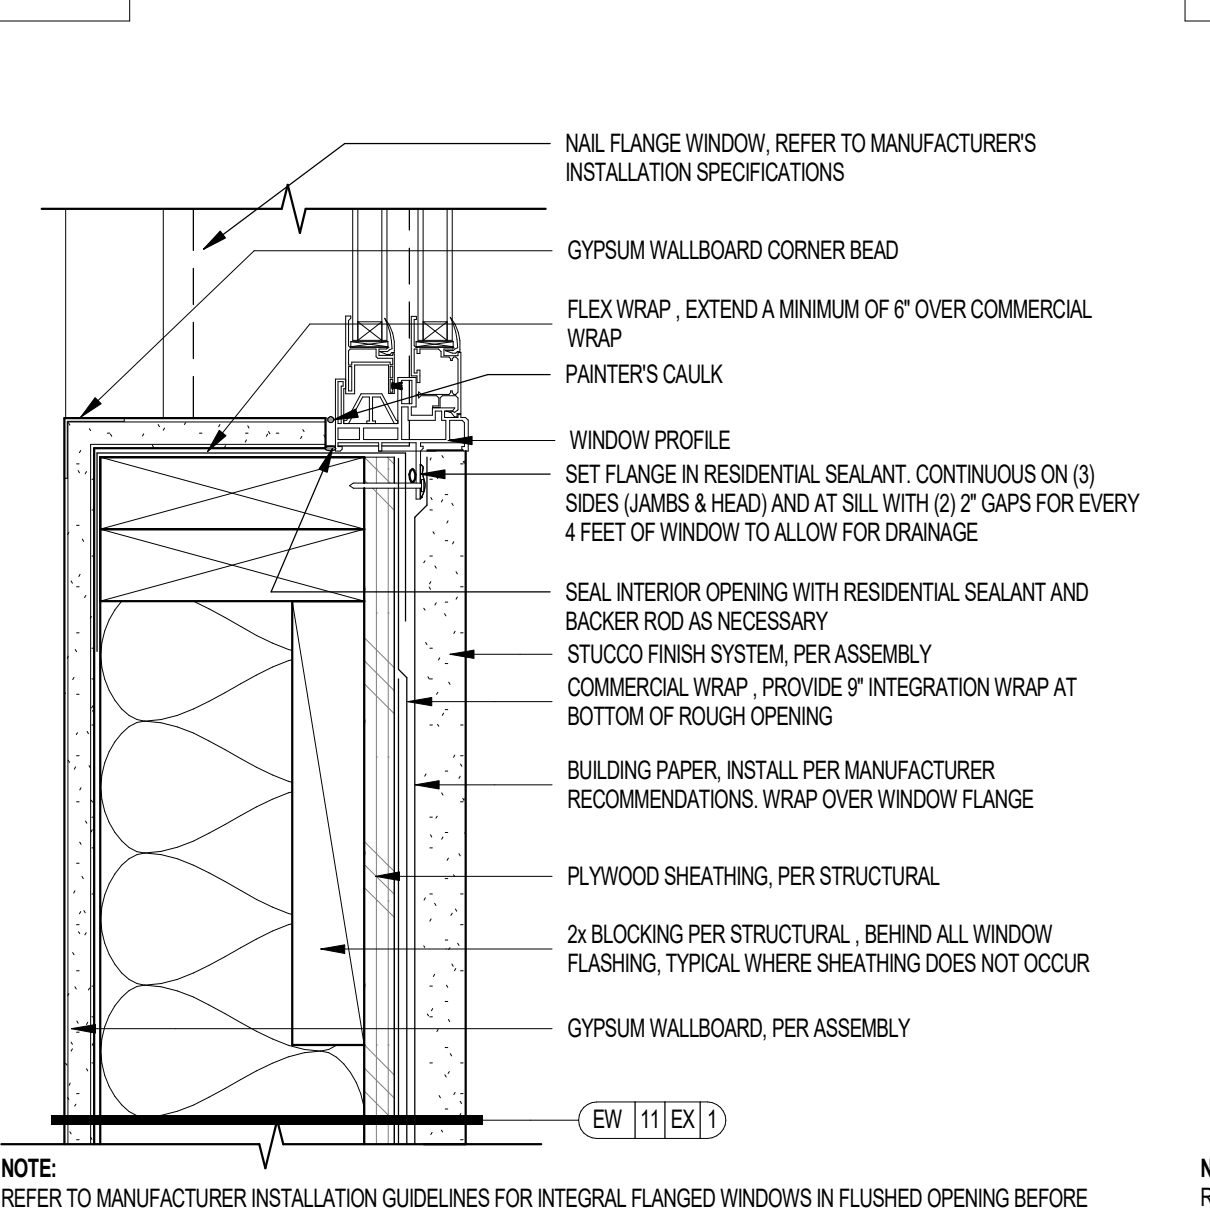 NAIL FLANGE WINDOW, REFER TO MANUFACTURER'S
INSTALLATION SPECIFICATIONS
GYPSUM WALLBOARD CORNER BEAD
FLEX WRAP , EXTEND A MINIMUM OF 6" OVER COMMERCIAL
WRAP
PAINTER'S CAULK
WINDOW PROFILE
SET FLANGE IN RESIDENTIAL SEALANT. CONTINUOUS ON (3)
SIDES (JAMBS & HEAD) AND AT SILL WITH (2) 2" GAPS FOR EVERY
4 FEET OF WINDOW TO ALLOW FOR DRAINAGE
SEAL INTERIOR OPENING WITH RESIDENTIAL SEALANT AND
BACKER ROD AS NECESSARY
STUCCO FINISH SYSTEM, PER ASSEMBLY
COMMERCIAL WRAP , PROVIDE 9" INTEGRATION WRAP AT
BOTTOM OF ROUGH OPENING
BUILDING PAPER, INSTALL PER MANUFACTURER
RECOMMENDATIONS. WRAP OVER WINDOW FLANGE
PLYWOOD SHEATHING, PER STRUCTURAL
2x BLOCKING PER STRUCTURAL , BEHIND ALL WINDOW
FLASHING, TYPICAL WHERE SHEATHING DOES NOT OCCUR
GYPSUM WALLBOARD, PER ASSEMBLY
EW 11 EX 1
NOTE:
REFER TO MANUFACTURER INSTALLATION GUIDELINES FOR INTEGRAL FLANGED WINDOWS IN FLUSHED OPENING BEFORE